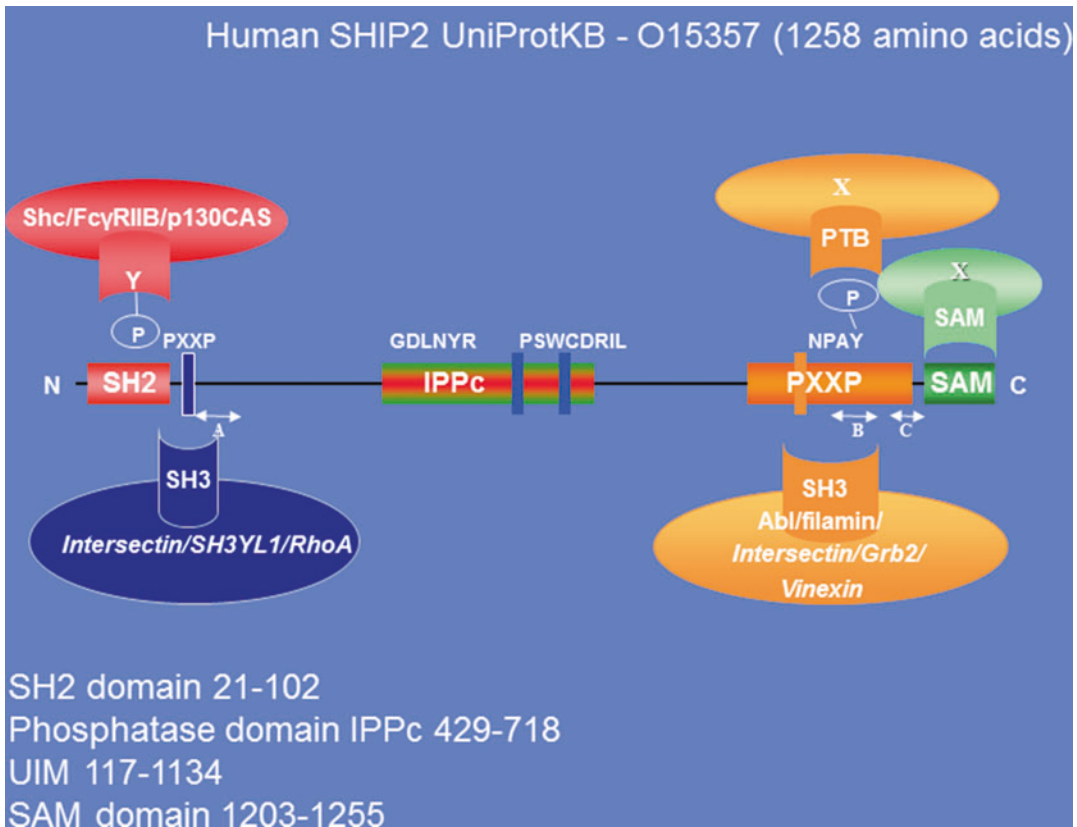 Human SHIP2 UniProtKB - O15357 (1258 amino acids)
Shc/FcγRIIB/p130CAS
Y
P
PXXP
X
PTB
P
NPAY
X
SAM
GDLNYR
PSWCDRIL
N
SH2
IPPc
PXXP
SAM
C
A
B
C
SH3
Intersectin/SH3YL1/RhoA
SH3
Abl/filamin/
Intersectin/Grb2/
Vinexin
SH2 domain 21-102
Phosphatase domain IPPc 429-718
UIM 117-1134
SAM domain 1203-1255